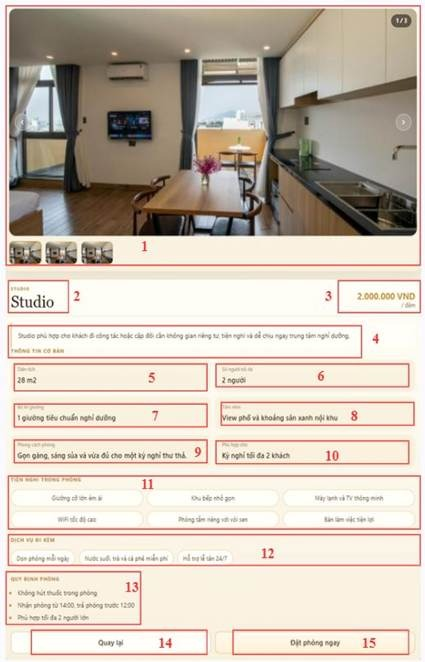 1/3
1
STUDIO
Studio
2
3
2.000.000 VND
/ đêm
Studio phù hợp cho khách đi công tác hoặc cặp đôi cần không gian riêng tư, tiện nghi và dễ chịu ngay trung tâm nghỉ dưỡng.
4
THÔNG TIN CƠ BẢN
Diện tích
28 m2
5
Số người tối đa
2 người
6
Bố trí giường
1 giường tiêu chuẩn nghỉ dưỡng
7
Tầm nhìn
View phố và khoảng sân xanh nội khu
8
Phong cách phòng
Gọn gàng, sáng sủa và vừa đủ cho một kỳ nghỉ thư thả.
9
Phù hợp cho
Kỳ nghỉ tối đa 2 khách
10
TIỆN NGHI TRONG PHÒNG
11
Giường cỡ lớn êm ái
Khu bếp nhỏ gọn
Máy lạnh và TV thông minh
WiFi tốc độ cao
Phòng tắm riêng với vòi sen
Bàn làm việc tiện lợi
DỊCH VỤ ĐI KÈM
Dọn phòng mỗi ngày
Nước suối, trà và cà phê miễn phí
Hỗ trợ lễ tân 24/7
12
QUY ĐỊNH PHÒNG
13
Không hút thuốc trong phòng
Nhận phòng từ 14:00, trả phòng trước 12:00
Phù hợp tối đa 2 người lớn
Quay lại
14
Đặt phòng ngay
15